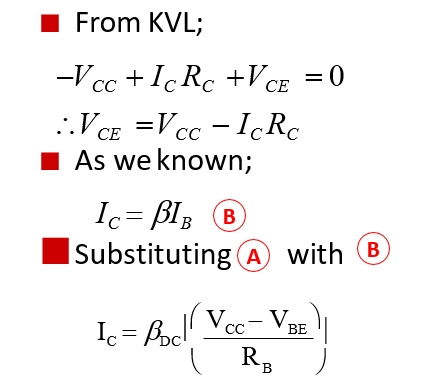 From KVL;
−V_CC + I_C R_C + V_CE = 0
∴ V_CE = V_CC − I_C R_C
As we known;
I_C = βI_B (B)
Substituting (A) with (B)
I_C = β_DC |((V_CC − V_BE) / R_B)|